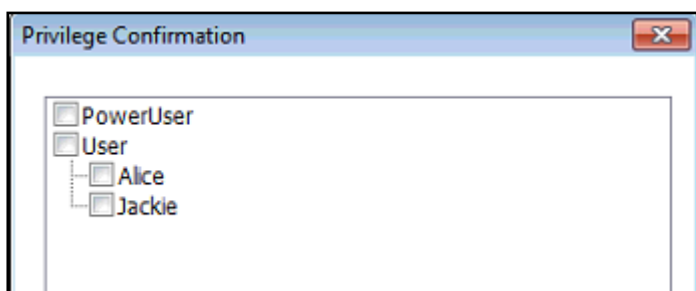 Privilege Confirmation
PowerUser
User
Alice
Jackie